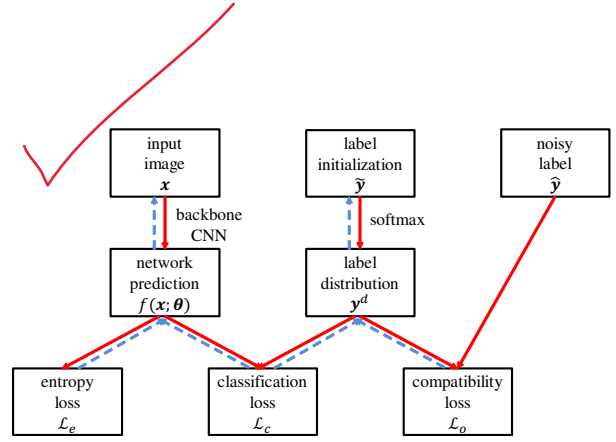 input
image
x
label
initialization
ỹ
noisy
label
ŷ
backbone
CNN
softmax
network
prediction
f(x; θ)
label
distribution
y^d
entropy
loss
ℒ_e
classification
loss
ℒ_c
compatibility
loss
ℒ_o